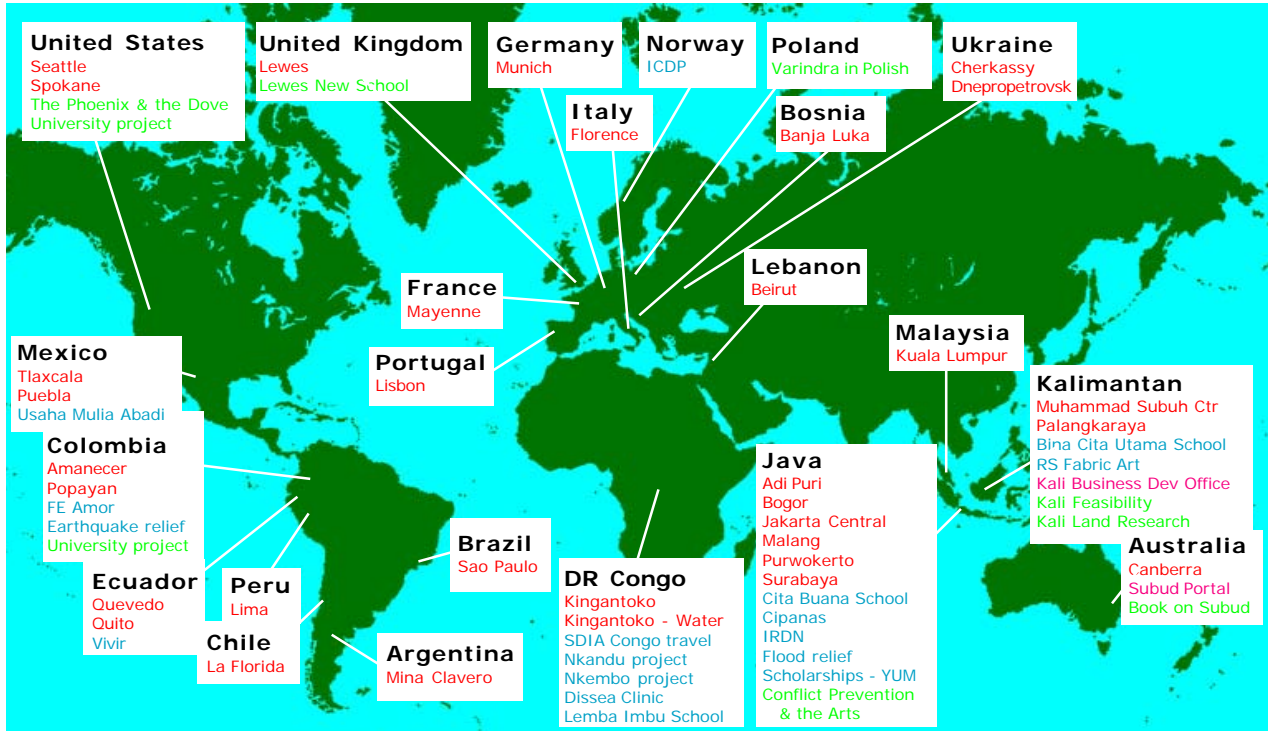 United States
Seattle
Spokane
The Phoenix & the Dove
University project
United Kingdom
Lewes
Lewes New School
Germany
Munich
Norway
ICDP
Poland
Varindra in Polish
Ukraine
Cherkassy
Dnepropetrovsk
Italy
Florence
Bosnia
Banja Luka
France
Mayenne
Lebanon
Beirut
Portugal
Lisbon
Malaysia
Kuala Lumpur
Mexico
Tlaxcala
Puebla
Usaha Mulia Abadi
Colombia
Amanecer
Popayan
FE Amor
Earthquake relief
University project
Ecuador
Quevedo
Quito
Vivir
Peru
Lima
Chile
La Florida
Brazil
Sao Paulo
Argentina
Mina Clavero
DR Congo
Kingantoko
Kingantoko - Water
SDIA Congo travel
Nkandu project
Nkembo project
Dissea Clinic
Lemba Imbu School
Java
Adi Puri
Bogor
Jakarta Central
Malang
Purwokerto
Surabaya
Cita Buana School
Cipanas
IRDN
Flood relief
Scholarships - YUM
Conflict Prevention
& the Arts
Kalimantan
Muhammad Subuh Ctr
Palangkaraya
Bina Cita Utama School
RS Fabric Art
Kali Business Dev Office
Kali Feasibility
Kali Land Research
Australia
Canberra
Subud Portal
Book on Subud